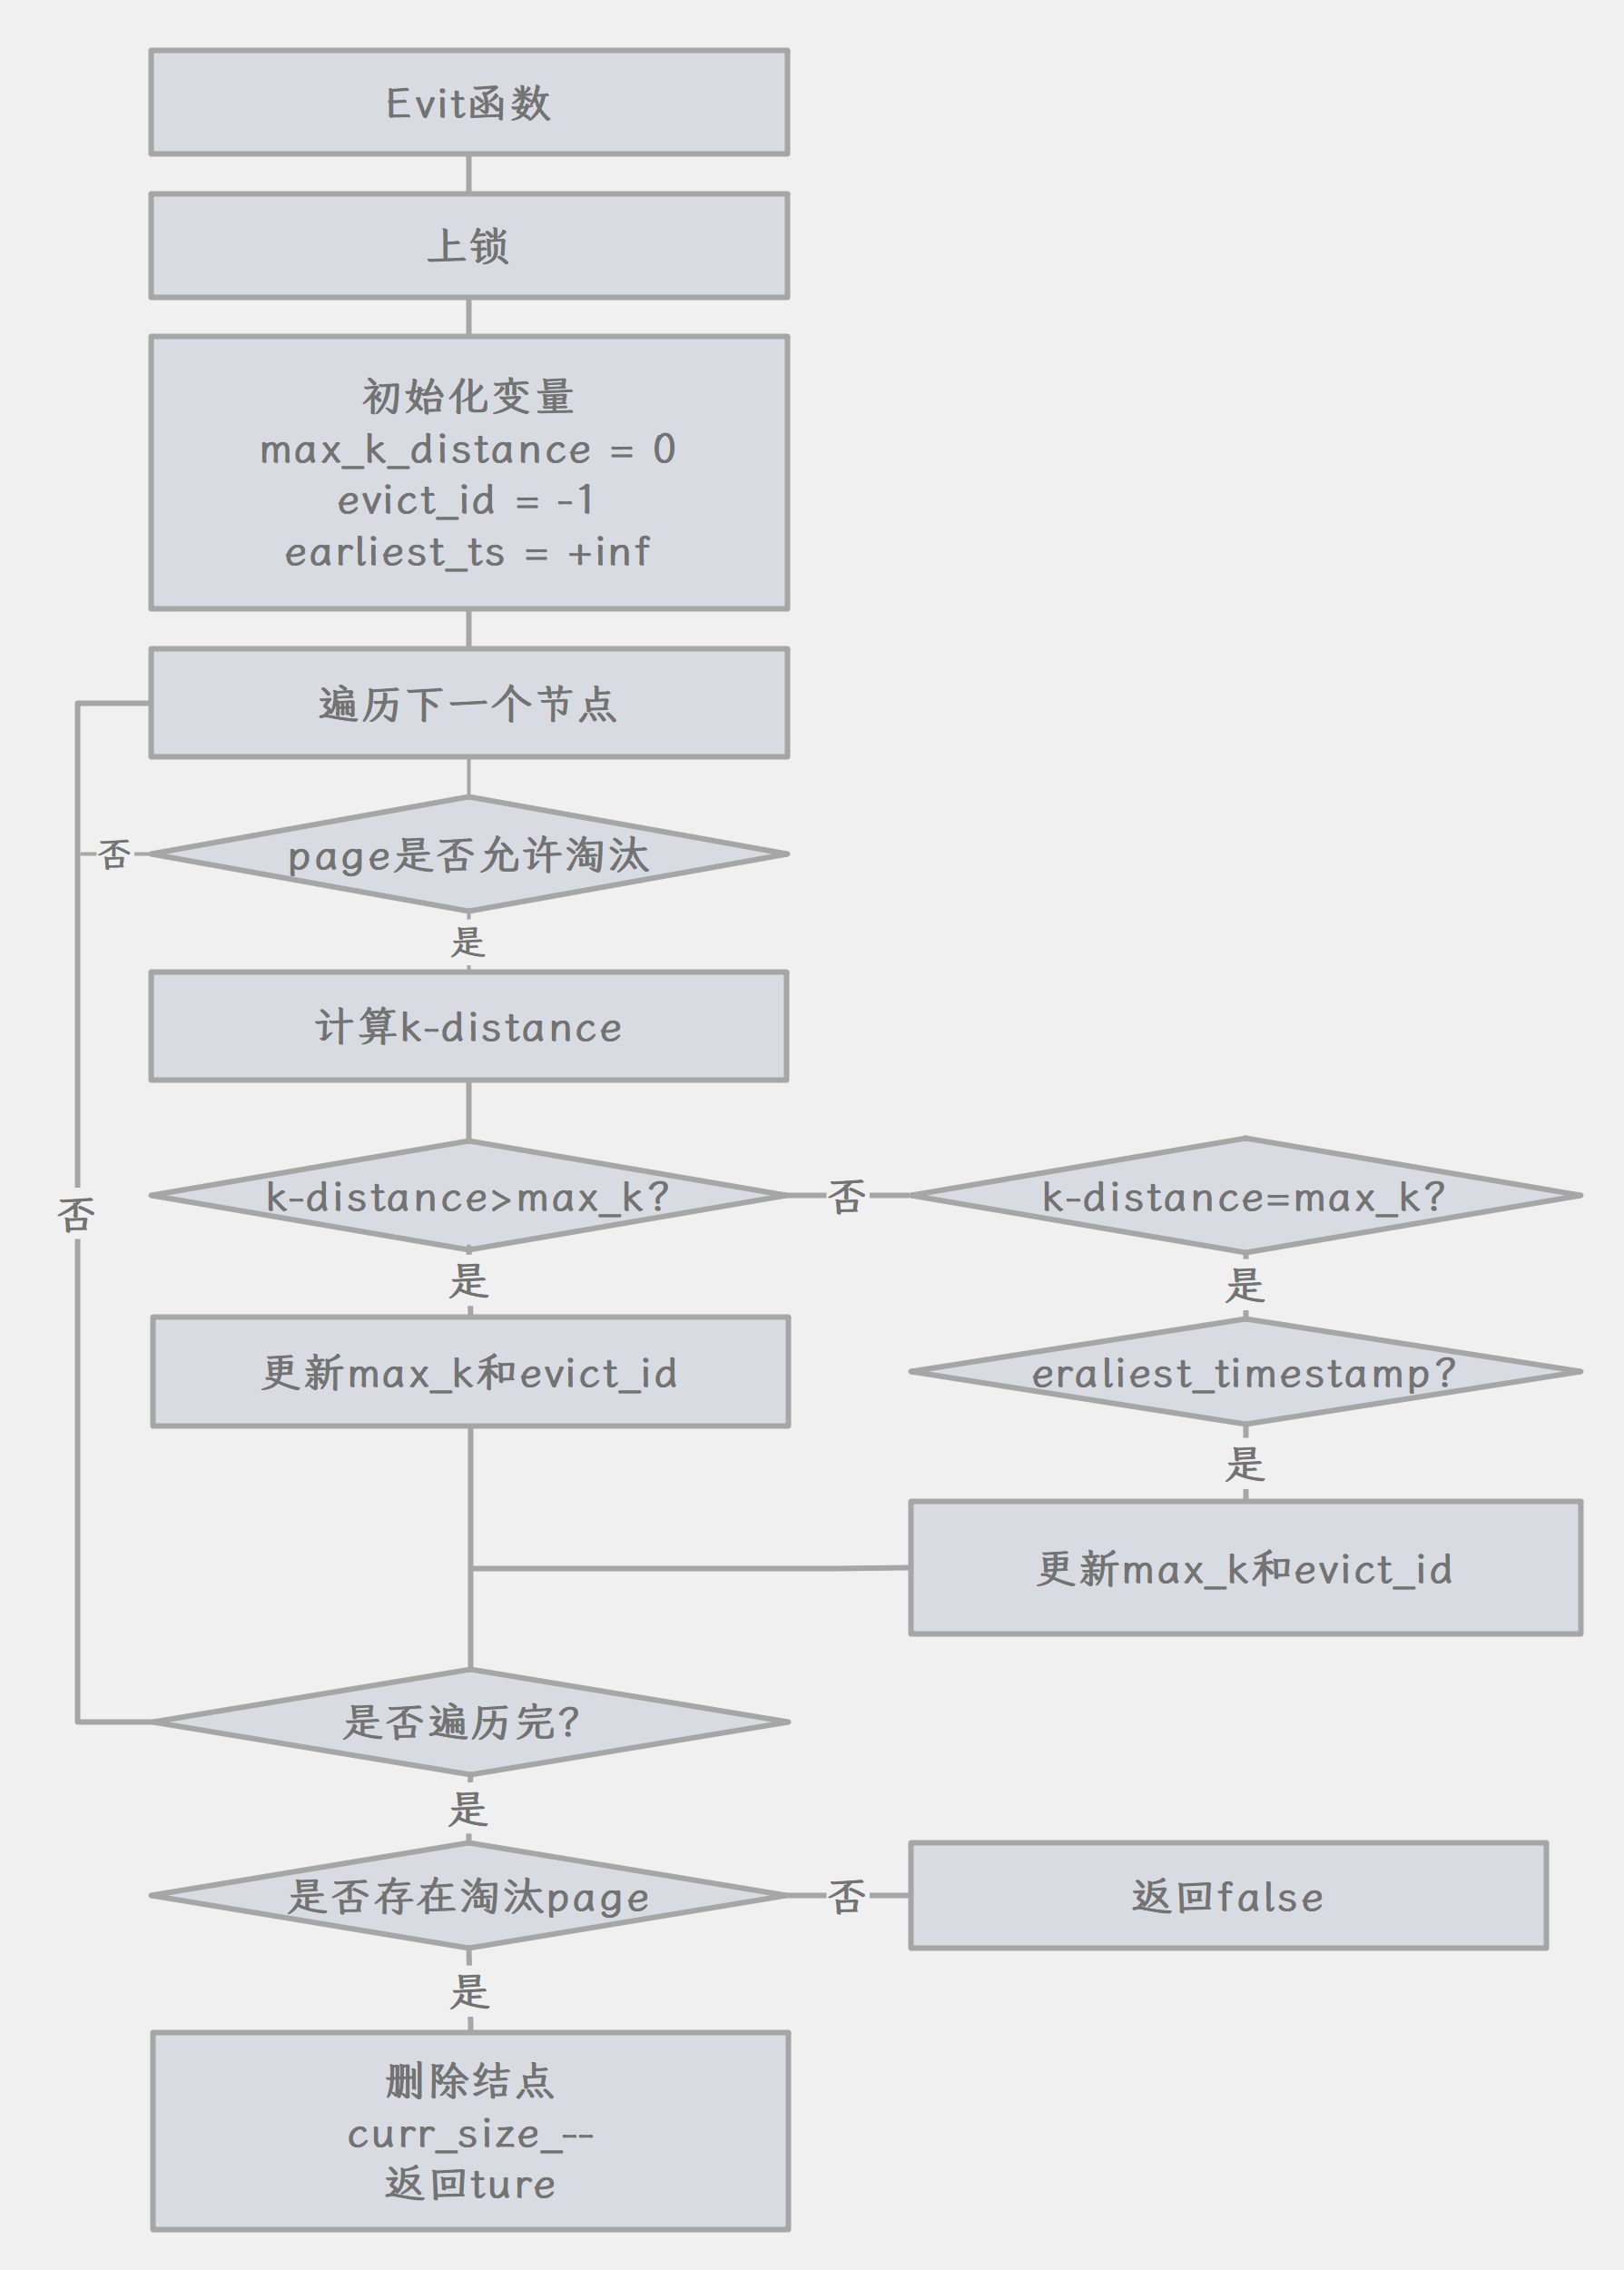 Evit函数
上锁
初始化变量
max_k_distance = 0
evict_id = -1
earliest_ts = +inf
遍历下一个节点
page是否允许淘汰
否
是
计算k-distance
k-distance>max_k?
否
k-distance=max_k?
否
是
是
更新max_k和evict_id
eraliest_timestamp?
是
更新max_k和evict_id
是否遍历完?
是
是否存在淘汰page
否
返回false
是
删除结点
curr_size_--
返回ture